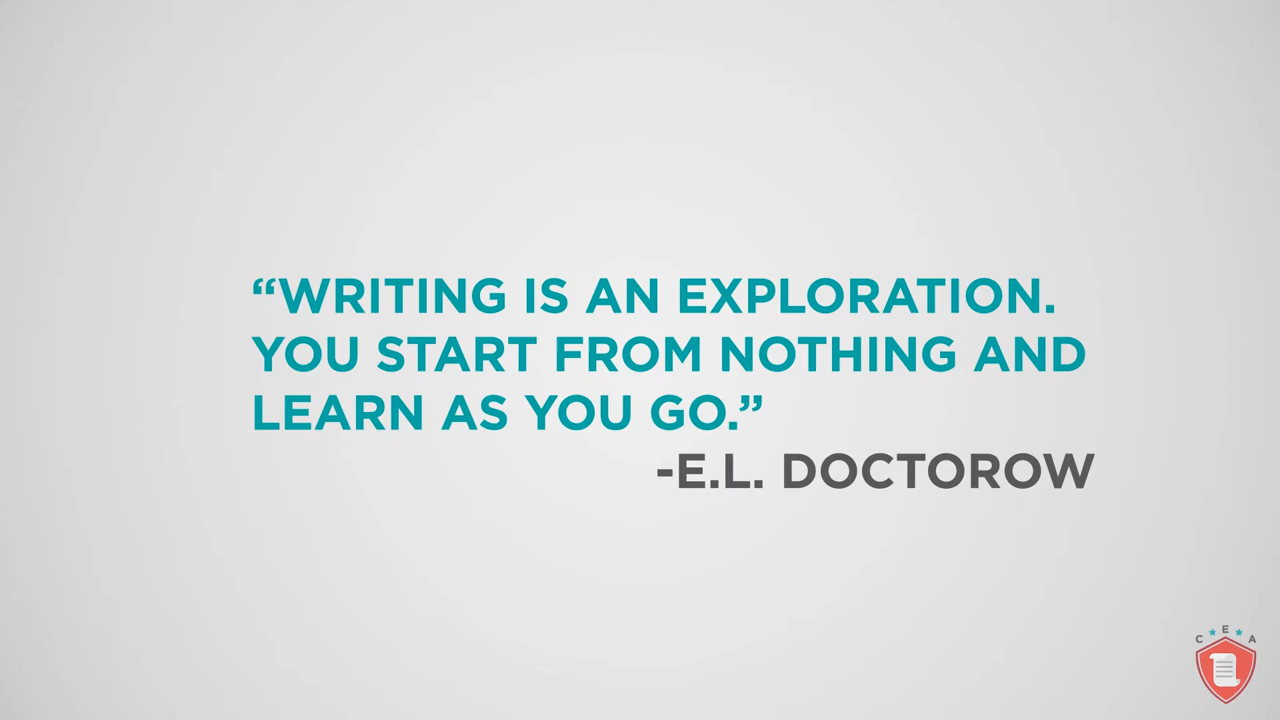 “WRITING IS AN EXPLORATION.
YOU START FROM NOTHING AND
LEARN AS YOU GO.”
-E.L. DOCTOROW
C E A